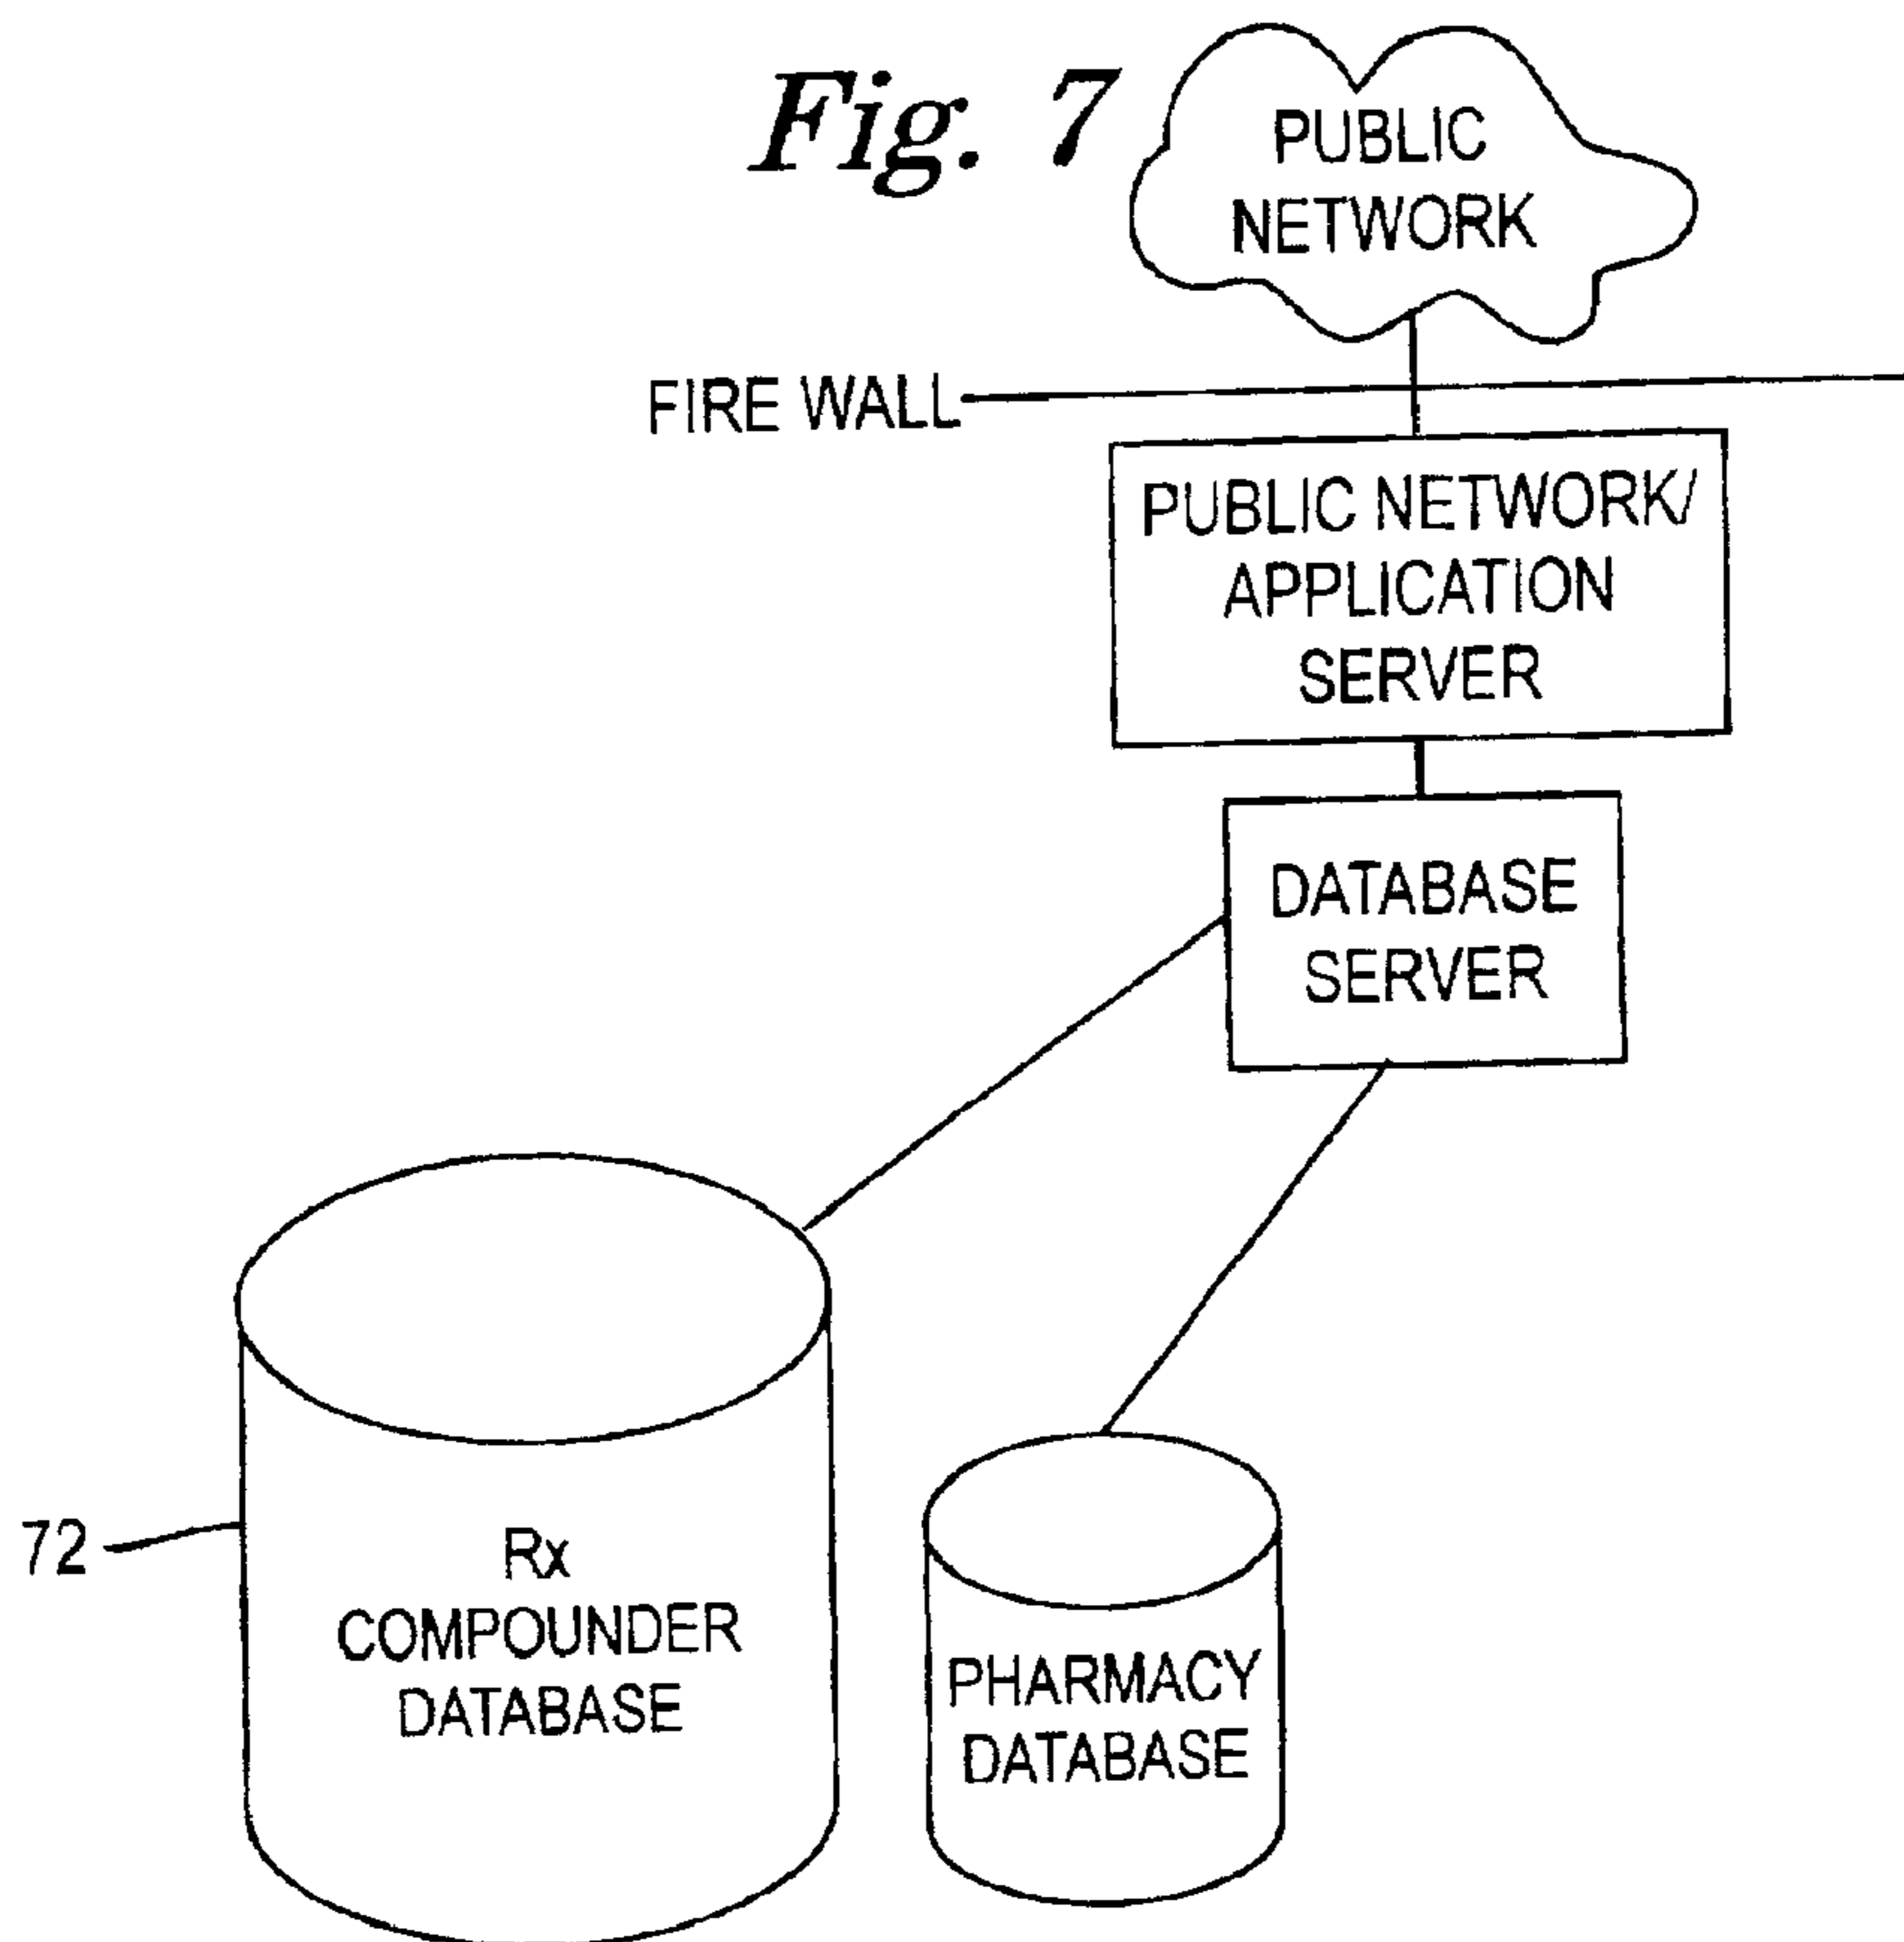 Fig. 7
PUBLIC
NETWORK
FIRE WALL
PUBLIC NETWORK/
APPLICATION
SERVER
DATABASE
SERVER
72
Rx
COMPOUNDER
DATABASE
PHARMACY
DATABASE